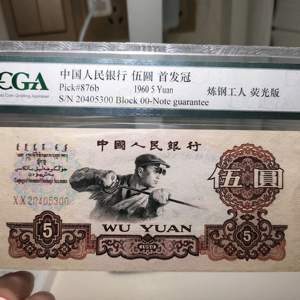 CGA
中国人民银行 伍圆 首发冠
Pick#876b 1960 5 Yuan 炼钢工人 荧光版
S/N 20405300 Block 00-Note guarantee
中国人民银行
XX20405300
伍圓
5
WU YUAN
1960
5